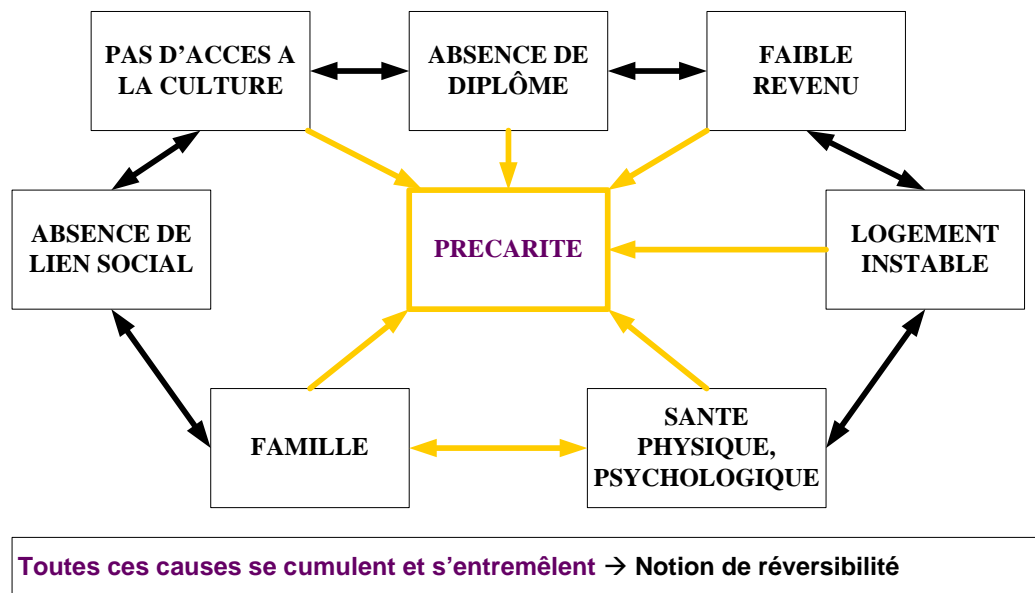 PAS D'ACCES A
LA CULTURE
ABSENCE DE
DIPLÔME
FAIBLE
REVENU
ABSENCE DE
LIEN SOCIAL
PRECARITE
LOGEMENT
INSTABLE
FAMILLE
SANTE
PHYSIQUE,
PSYCHOLOGIQUE
Toutes ces causes se cumulent et s'entremêlent → Notion de réversibilité